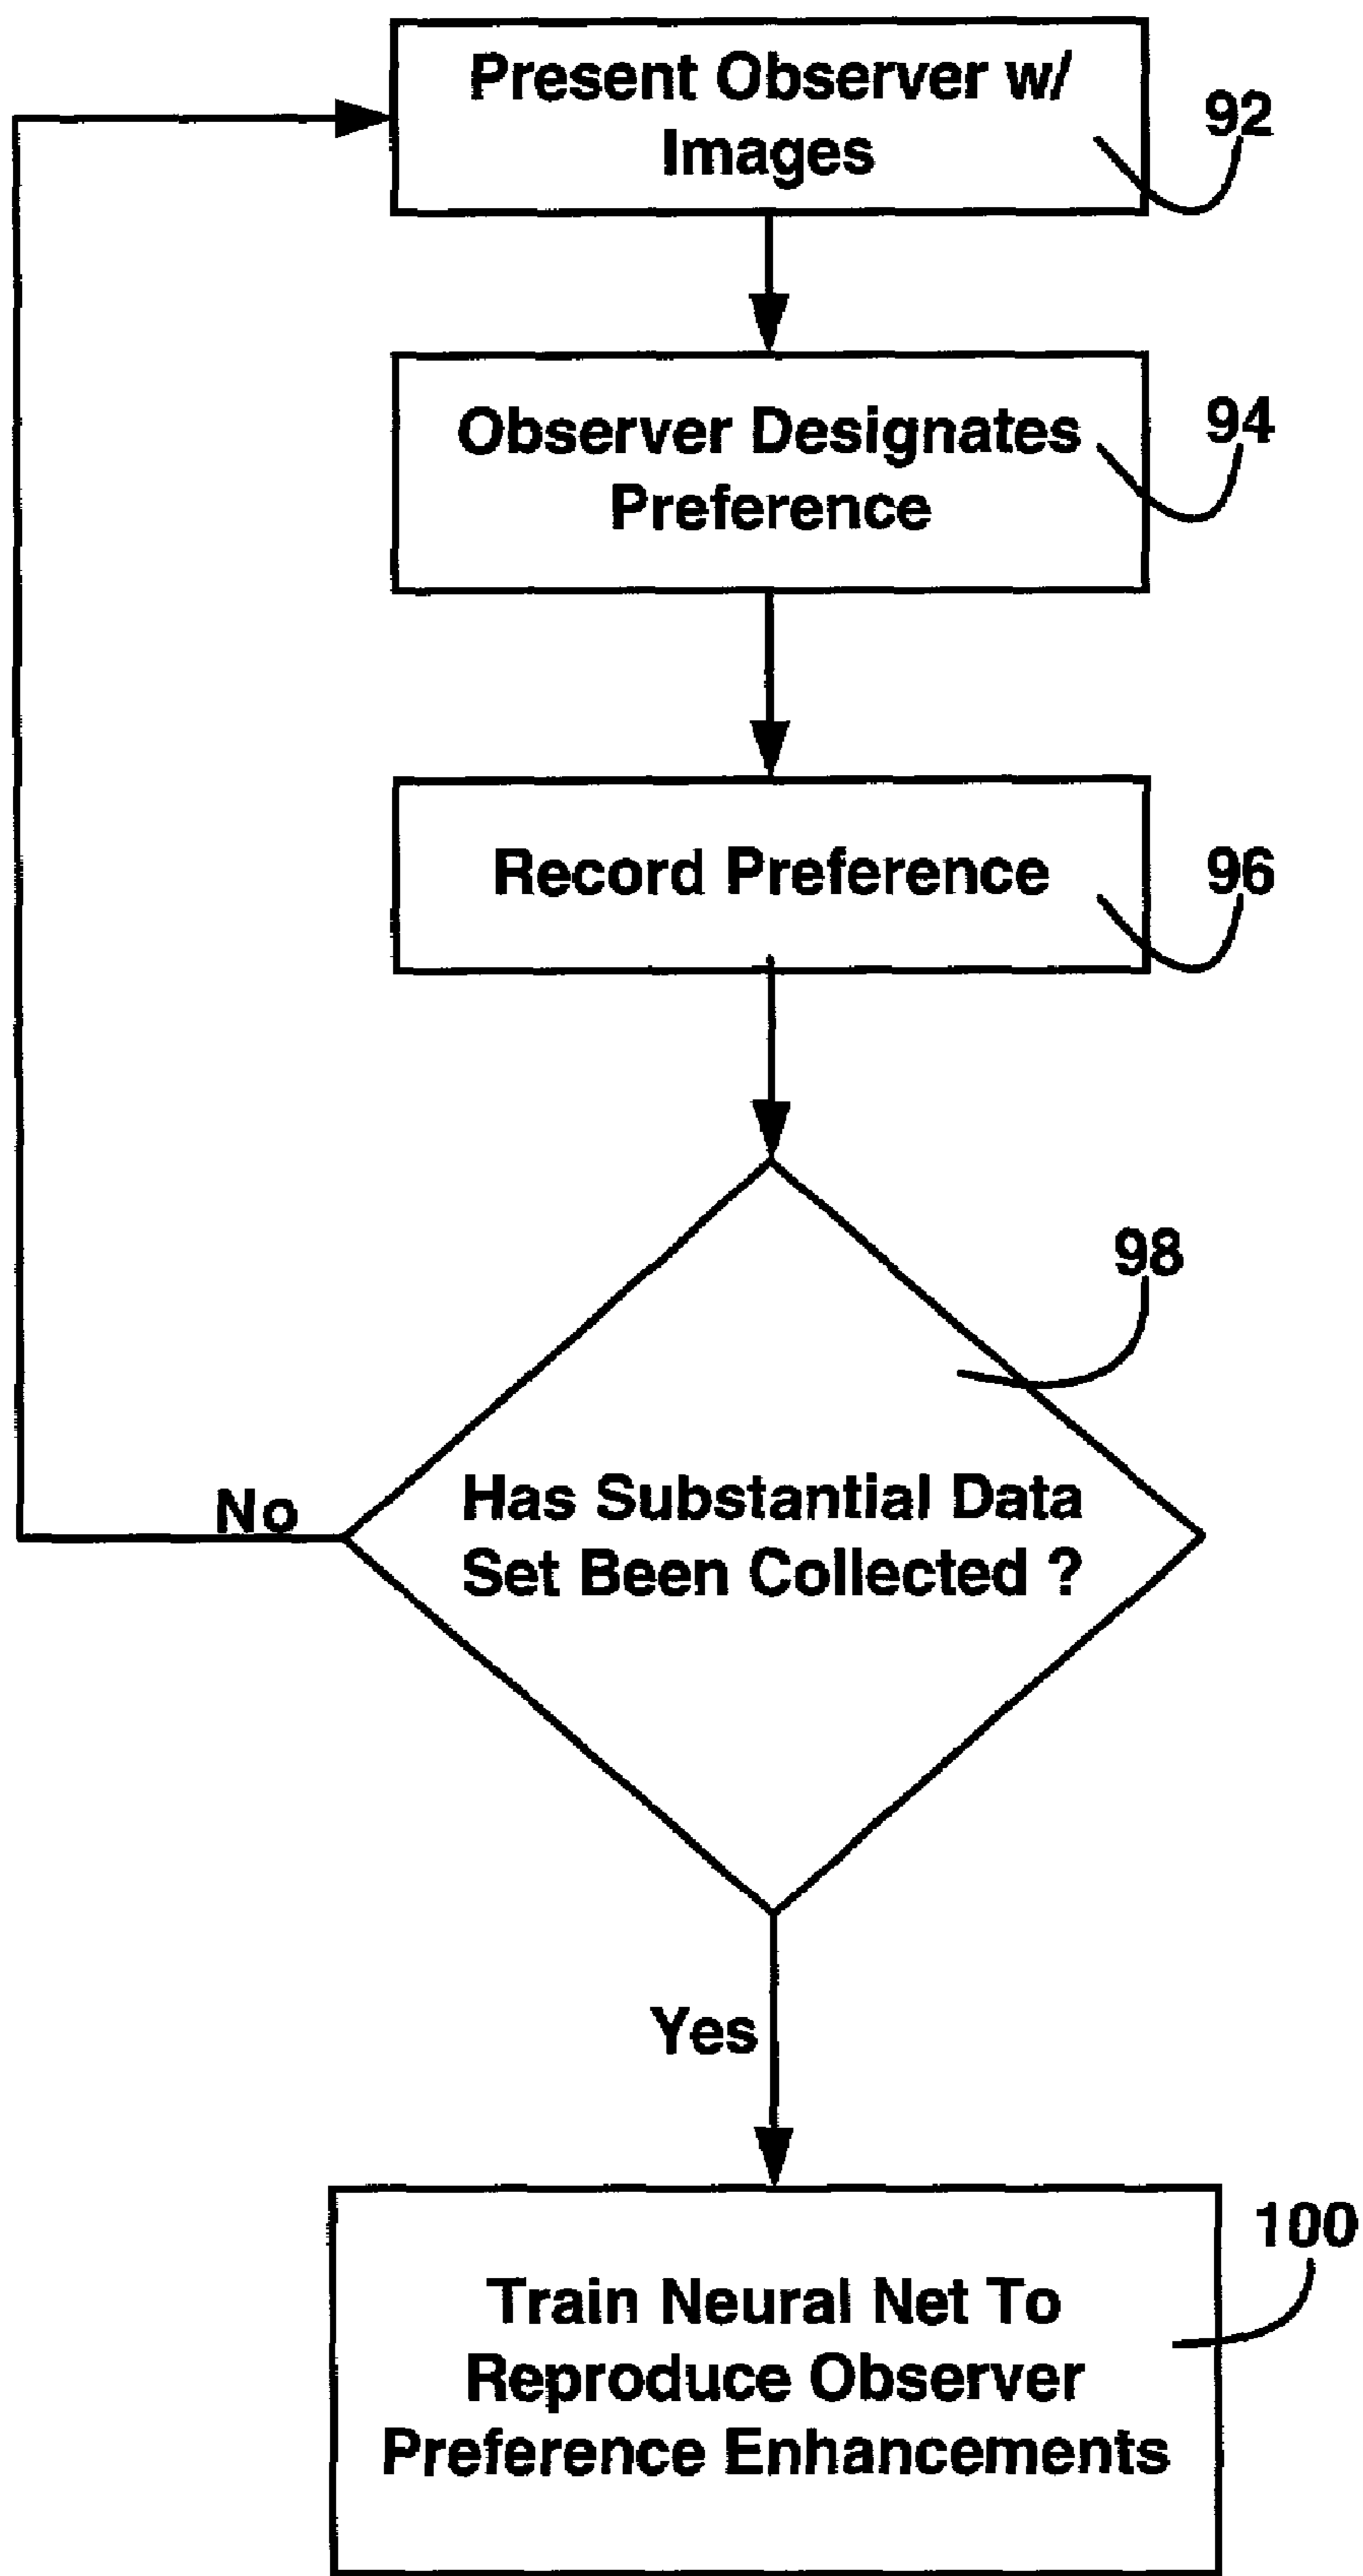 Present Observer w/
Images
92
Observer Designates
Preference
94
Record Preference
96
98
Has Substantial Data
Set Been Collected ?
No
Yes
100
Train Neural Net To
Reproduce Observer
Preference Enhancements